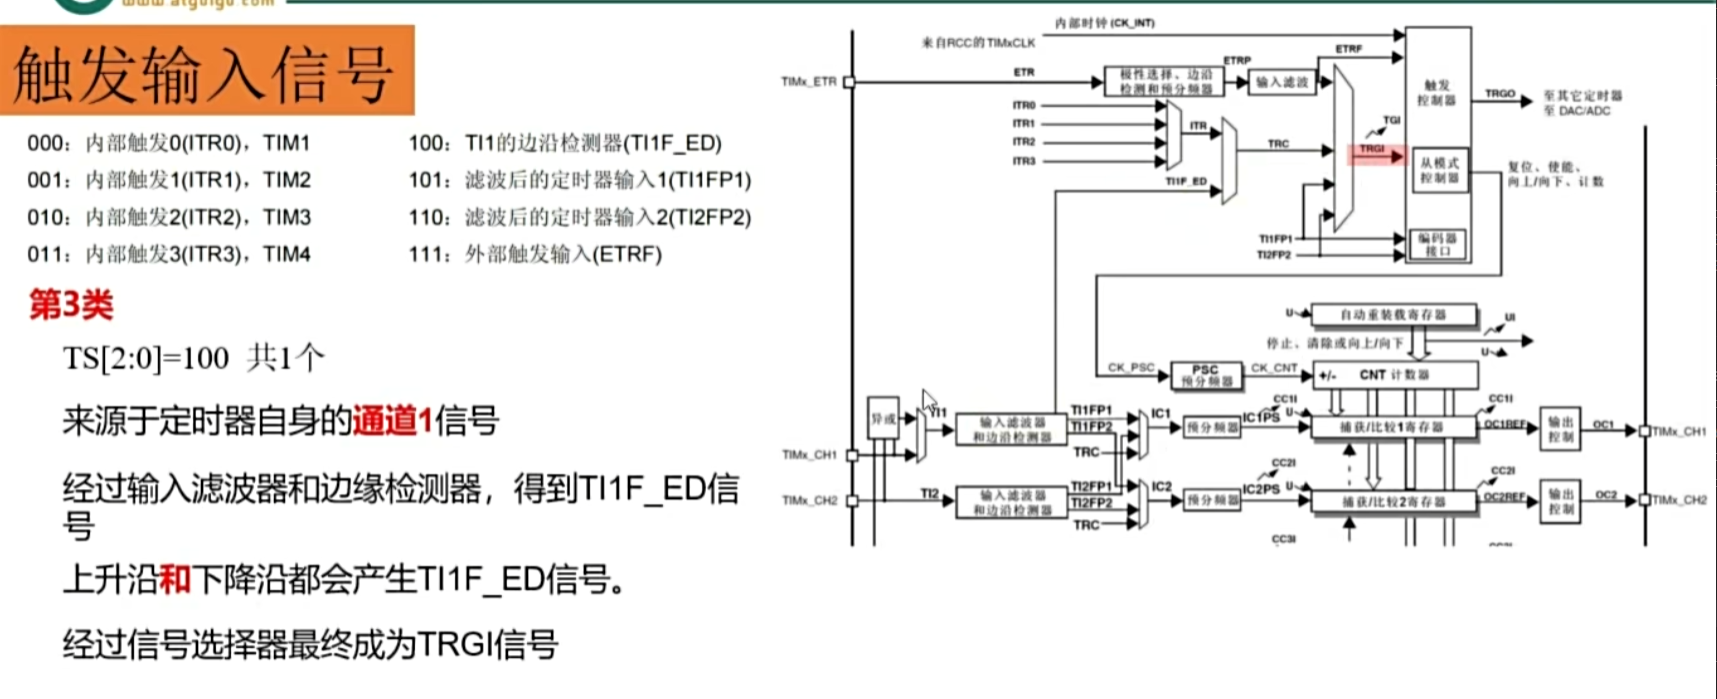 www.atguigu.com
触发输入信号
000：内部触发0(ITR0)，TIM1
100：TI1的边沿检测器(TI1F_ED)
001：内部触发1(ITR1)，TIM2
101：滤波后的定时器输入1(TI1FP1)
010：内部触发2(ITR2)，TIM3
110：滤波后的定时器输入2(TI2FP2)
011：内部触发3(ITR3)，TIM4
111：外部触发输入(ETRF)
第3类
TS[2:0]=100 共1个
来源于定时器自身的通道1信号
经过输入滤波器和边缘检测器，得到TI1F_ED信
号
上升沿和下降沿都会产生TI1F_ED信号。
经过信号选择器最终成为TRGI信号
内部时钟(CK_INT)
来自RCC的TIMxCLK
ETRF
TIMx_ETR
ETR
极性选择、边沿
检测和预分频器
ETRP
输入滤波
触发
控制器
TRGO
至其它定时器
至 DAC/ADC
ITR0
ITR1
ITR2
ITR3
ITR
TRC
TGI
TRGI
TI1F_ED
从模式
控制器
复位、使能、
向上/向下、计数
TI1FP1
TI2FP2
编码器
接口
U
自动重装载寄存器
UI
停止、清除或向上/向下
U
CK_PSC
PSC
预分频器
CK_CNT
+/-
CNT 计数器
异或
TI1
输入滤波器
和边沿检测器
TI1FP1
TI1FP2
TRC
IC1
预分频器
IC1PS
CC1I
U
捕获/比较1寄存器
CC1I
OC1REF
输出
控制
OC1
TIMx_CH1
TIMx_CH1
TIMx_CH2
TI2
输入滤波器
和边沿检测器
TI2FP1
TI2FP2
TRC
IC2
预分频器
IC2PS
CC2I
U
捕获/比较2寄存器
CC2I
OC2REF
输出
控制
OC2
TIMx_CH2
CC3I